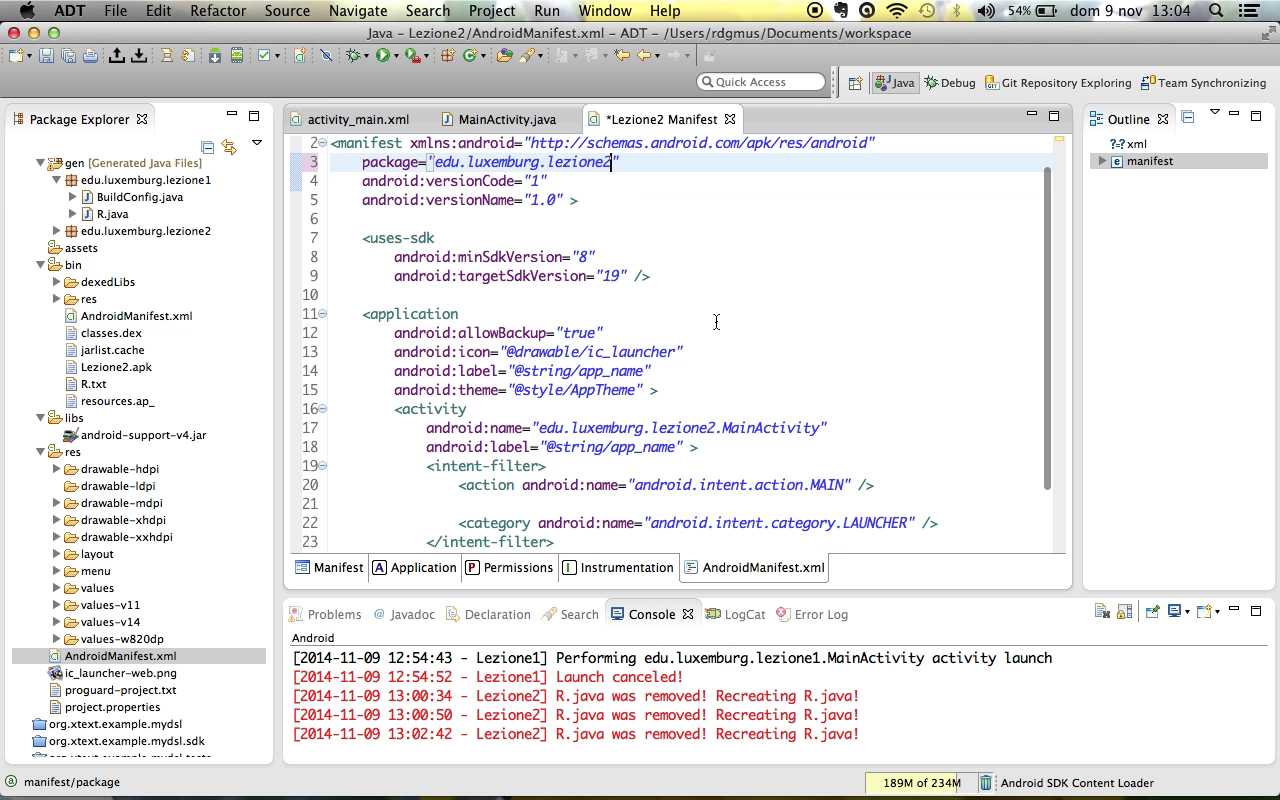 ADT File Edit Refactor Source Navigate Search Project Run Window Help 54% dom 9 nov 13:04
Java – Lezione2/AndroidManifest.xml – ADT – /Users/rdgmus/Documents/workspace
Quick Access
Java Debug Git Repository Exploring Team Synchronizing
Package Explorer
gen [Generated Java Files]
edu.luxemburg.lezione1
BuildConfig.java
R.java
edu.luxemburg.lezione2
assets
bin
dexedLibs
res
AndroidManifest.xml
classes.dex
jarlist.cache
Lezione2.apk
R.txt
resources.ap_
libs
android-support-v4.jar
res
drawable-hdpi
drawable-ldpi
drawable-mdpi
drawable-xhdpi
drawable-xxhdpi
layout
menu
values
values-v11
values-v14
values-w820dp
AndroidManifest.xml
ic_launcher-web.png
proguard-project.txt
project.properties
org.xtext.example.mydsl
org.xtext.example.mydsl.sdk
activity_main.xml MainActivity.java *Lezione2 Manifest
2 <manifest xmlns:android="http://schemas.android.com/apk/res/android"
3 package="edu.luxemburg.lezione2"
4 android:versionCode="1"
5 android:versionName="1.0" >
6
7 <uses-sdk
8 android:minSdkVersion="8"
9 android:targetSdkVersion="19" />
10
11 <application
12 android:allowBackup="true"
13 android:icon="@drawable/ic_launcher"
14 android:label="@string/app_name"
15 android:theme="@style/AppTheme" >
16 <activity
17 android:name="edu.luxemburg.lezione2.MainActivity"
18 android:label="@string/app_name" >
19 <intent-filter>
20 <action android:name="android.intent.action.MAIN" />
21
22 <category android:name="android.intent.category.LAUNCHER" />
23 </intent-filter>
Manifest Application Permissions Instrumentation AndroidManifest.xml
Outline
xml
manifest
Problems Javadoc Declaration Search Console LogCat Error Log
Android
[2014-11-09 12:54:43 - Lezione1] Performing edu.luxemburg.lezione1.MainActivity activity launch
[2014-11-09 12:54:52 - Lezione1] Launch canceled!
[2014-11-09 13:00:34 - Lezione2] R.java was removed! Recreating R.java!
[2014-11-09 13:00:50 - Lezione2] R.java was removed! Recreating R.java!
[2014-11-09 13:02:42 - Lezione2] R.java was removed! Recreating R.java!
manifest/package 189M of 234M Android SDK Content Loader